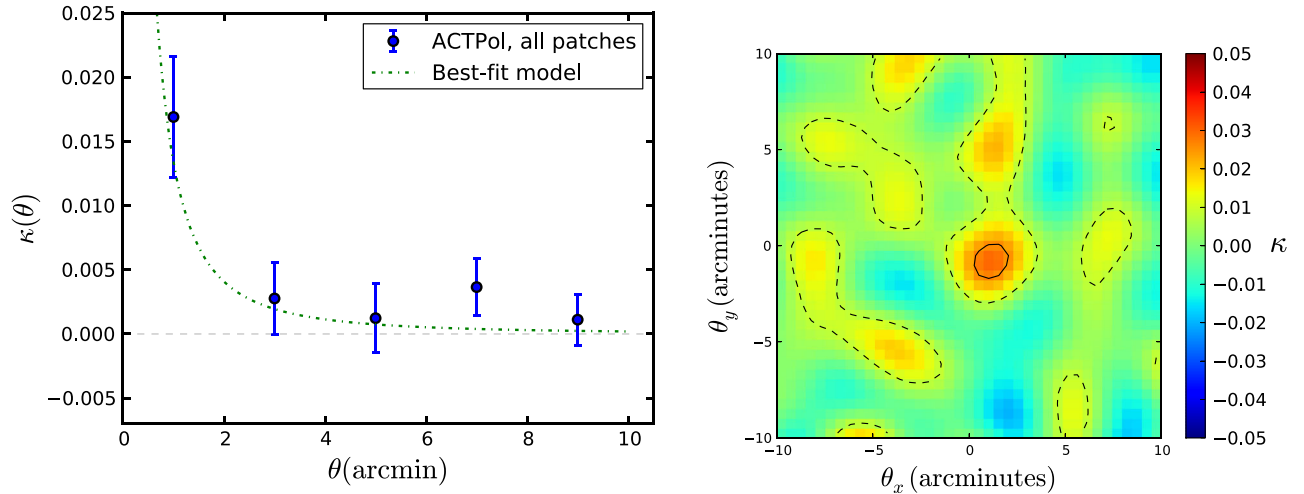 0.025
0.020
0.015
0.010
0.005
0.000
−0.005
κ(θ)
0 2 4 6 8 10
θ(arcmin)
ACTPol, all patches
Best-fit model
10
5
0
−5
−10
θ_y (arcminutes)
−10 −5 0 5 10
θ_x (arcminutes)
0.05
0.04
0.03
0.02
0.01
0.00
−0.01
−0.02
−0.03
−0.04
−0.05
κ